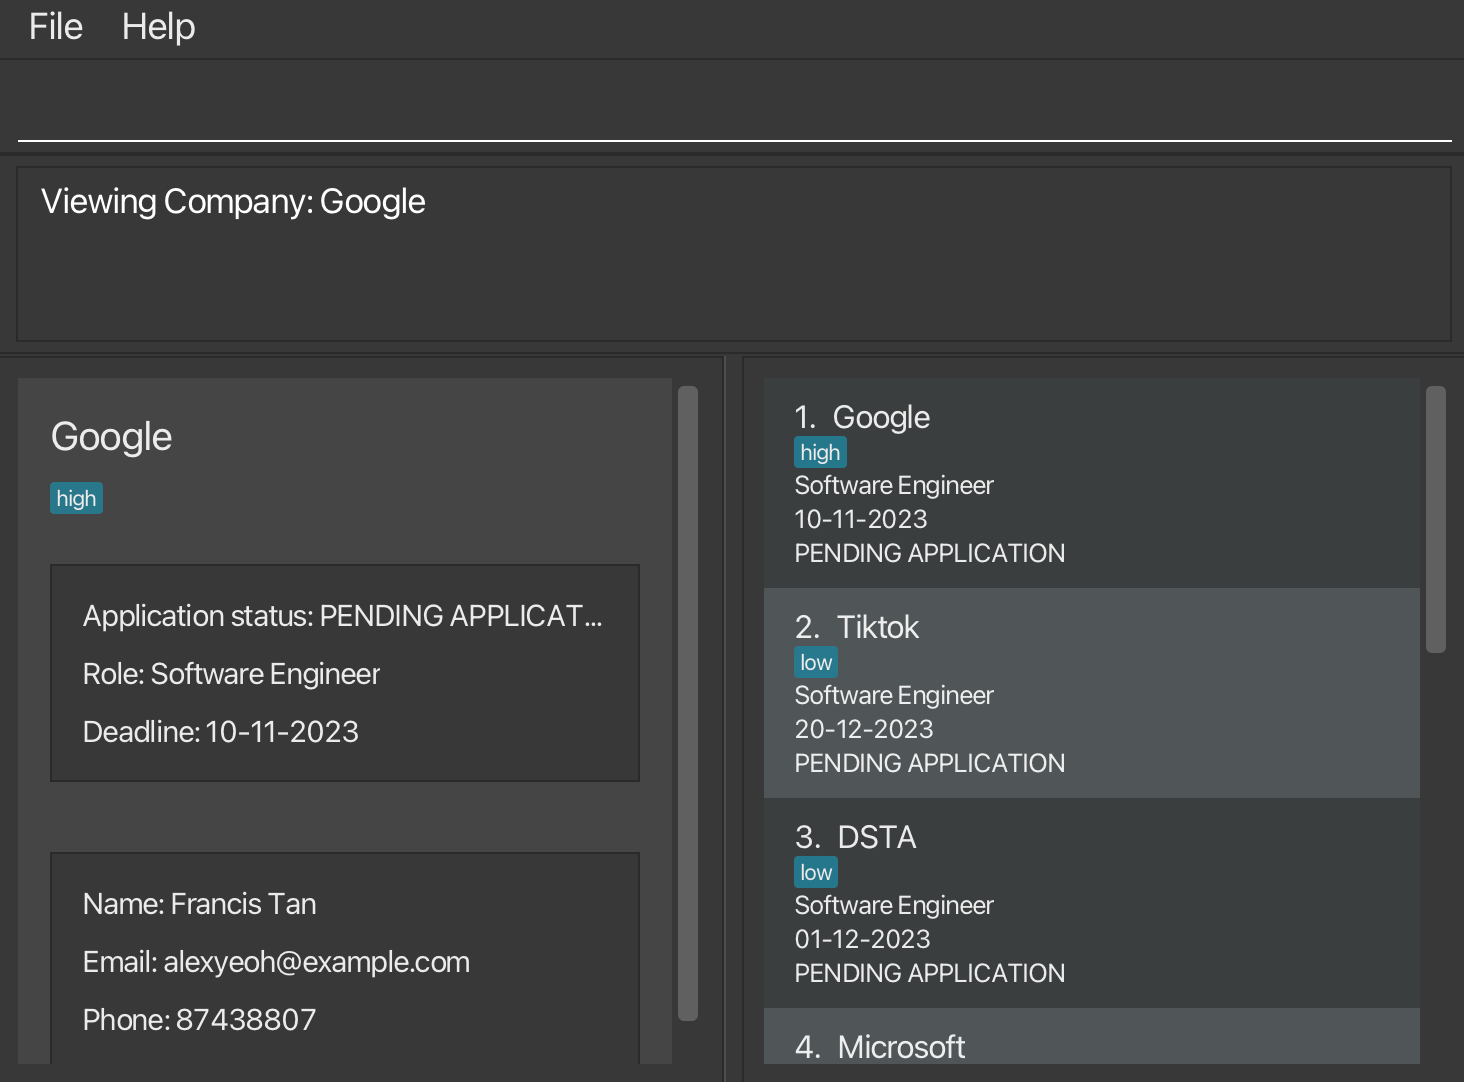 File Help
Viewing Company: Google
Google
high
Application status: PENDING APPLICAT...
Role: Software Engineer
Deadline: 10-11-2023
Name: Francis Tan
Email: alexyeoh@example.com
Phone: 87438807
1. Google
high
Software Engineer
10-11-2023
PENDING APPLICATION
2. Tiktok
low
Software Engineer
20-12-2023
PENDING APPLICATION
3. DSTA
low
Software Engineer
01-12-2023
PENDING APPLICATION
4. Microsoft